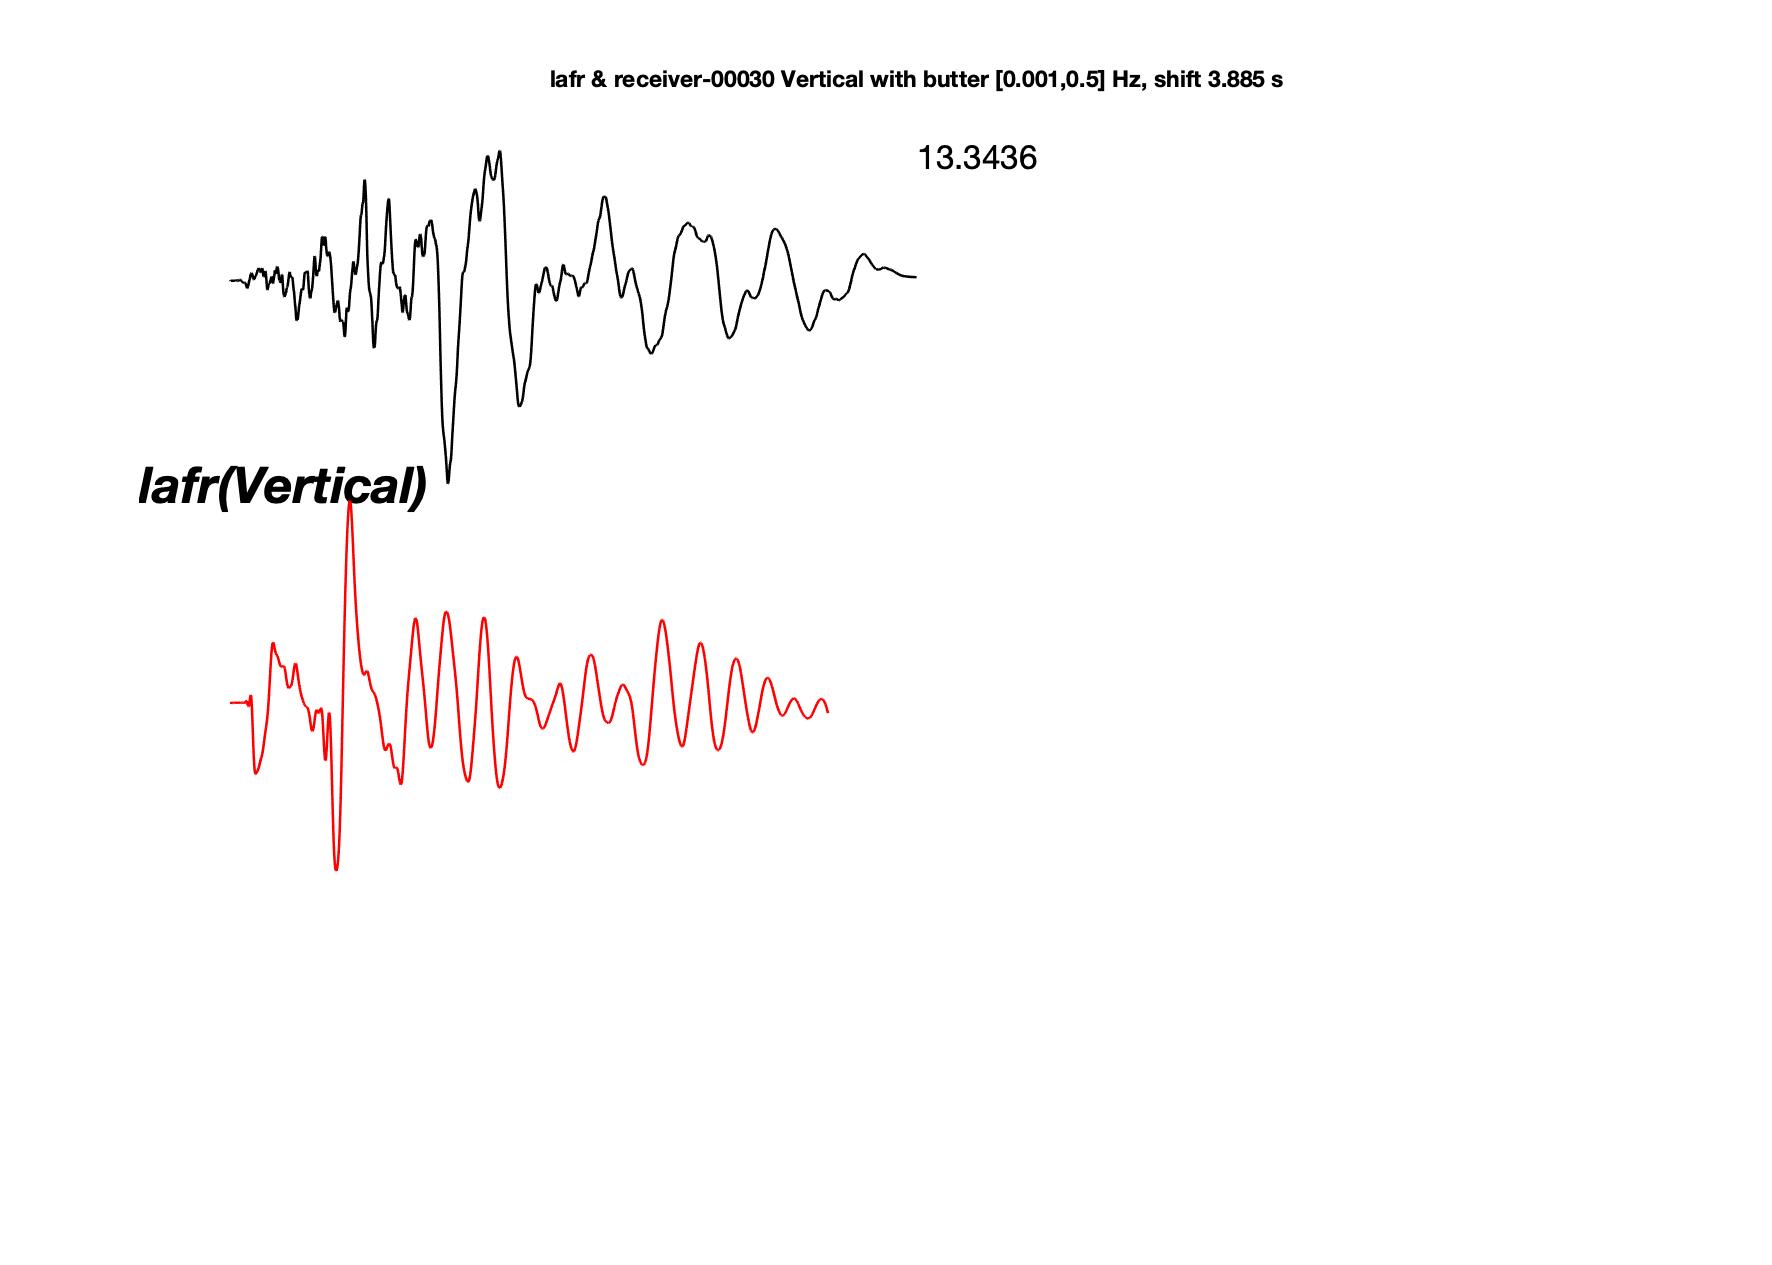 lafr & receiver-00030 Vertical with butter [0.001,0.5] Hz, shift 3.885 s
13.3436
lafr(Vertical)